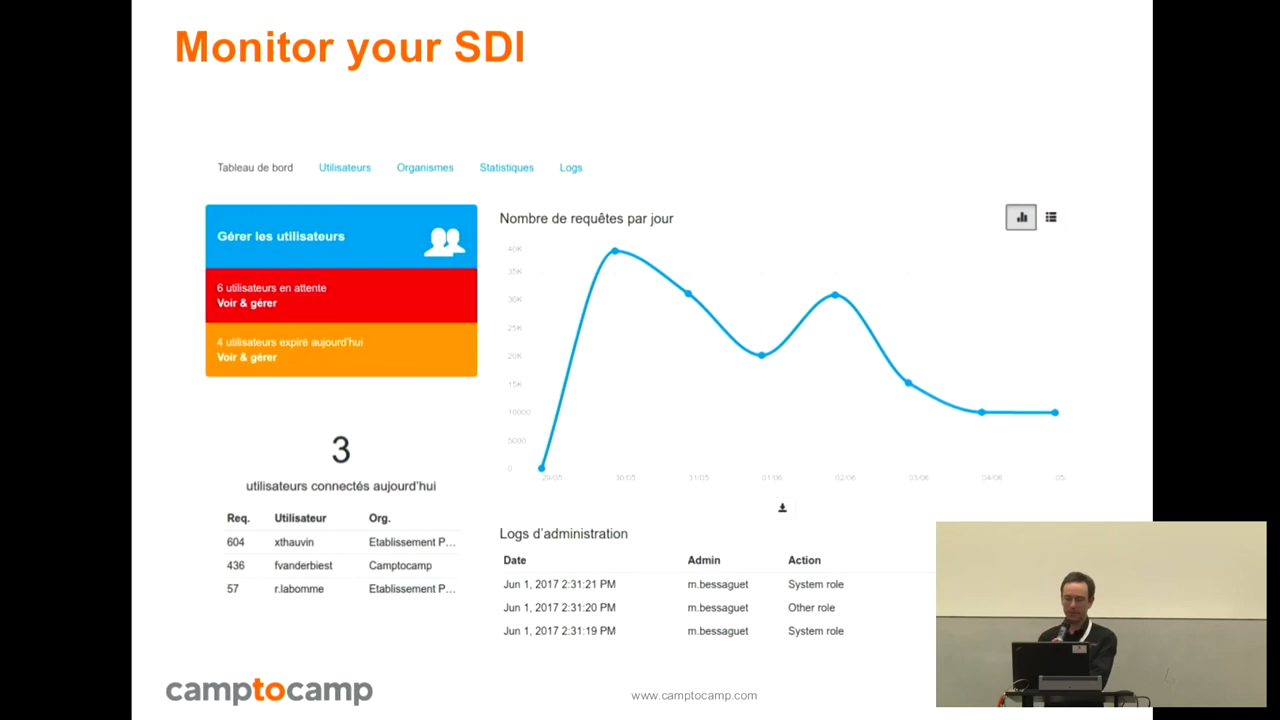 Monitor your SDI
Tableau de bord Utilisateurs Organismes Statistiques Logs
Gérer les utilisateurs
6 utilisateurs en attente
Voir & gérer
4 utilisateurs expiré aujourd'hui
Voir & gérer
3
utilisateurs connectés aujourd'hui
Req. Utilisateur Org.
604 xthauvin Etablissement P...
436 fvanderbiest Camptocamp
57 r.labomme Etablissement P...
Nombre de requêtes par jour
40K
35K
30K
25K
20K
15K
10000
5000
0
29/05 30/05 31/05 01/06 02/06 03/06 04/06 05/
Logs d'administration
Date Admin Action
Jun 1, 2017 2:31:21 PM m.bessaguet System role
Jun 1, 2017 2:31:20 PM m.bessaguet Other role
Jun 1, 2017 2:31:19 PM m.bessaguet System role
camptocamp
www.camptocamp.com